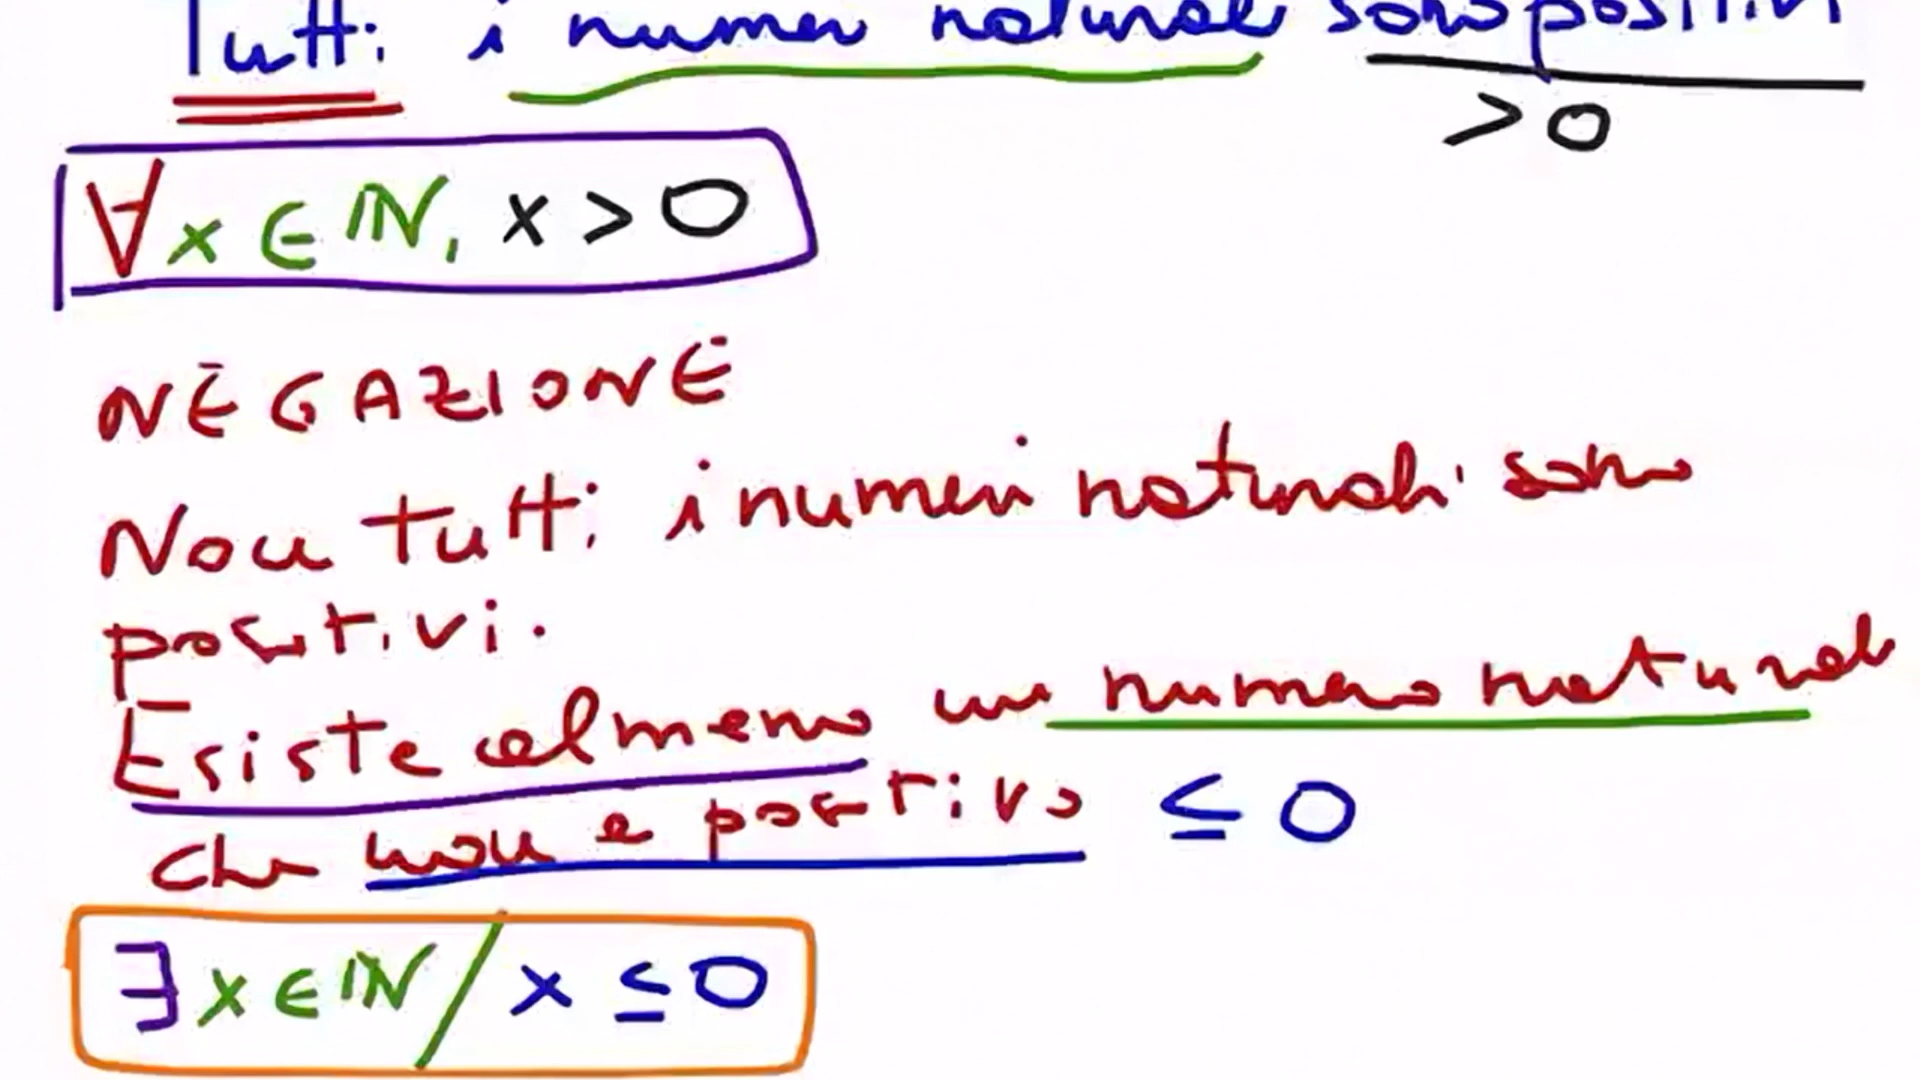 Tutti i numeri naturali sono positivi
> 0
∀ x ∈ ℕ, x > 0
NEGAZIONE
Non tutti i numeri naturali sono
positivi.
Esiste almeno un numero naturale
che non è positivo ≤ 0
∃ x ∈ ℕ / x ≤ 0